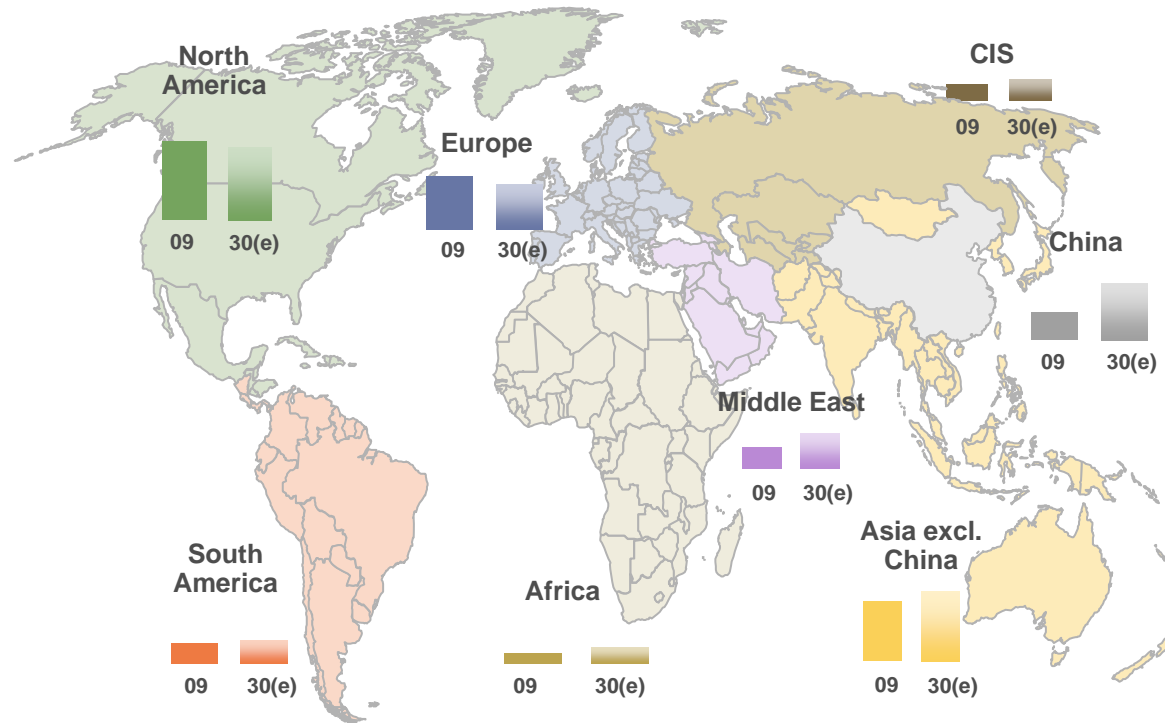 North
America
09
30(e)
Europe
09
30(e)
CIS
09
30(e)
China
09
30(e)
Middle East
09
30(e)
South
America
09
30(e)
Africa
09
30(e)
Asia excl.
China
09
30(e)